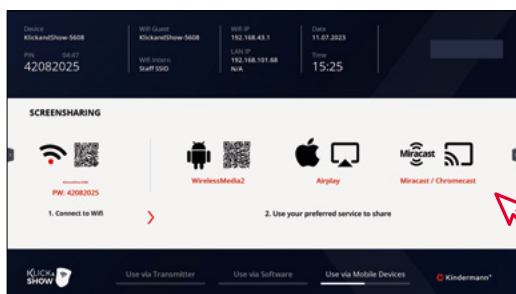 Device
KlickandShow-5608
PIN 04:47
42082025
Wifi Guest
KlickandShow-5608
Wifi Intern
Staff SSID
Wifi IP
192.168.43.1
LAN IP
192.168.101.68
N/A
Date
11.07.2023
Time
15:25
SCREENSHARING
PW: 42082025
WirelessMedia2
Airplay
Miracast
Miracast / Chromecast
1. Connect to Wifi
2. Use your preferred service to share
KLICK&
SHOW
Use via Transmitter
Use via Software
Use via Mobile Devices
Kindermann